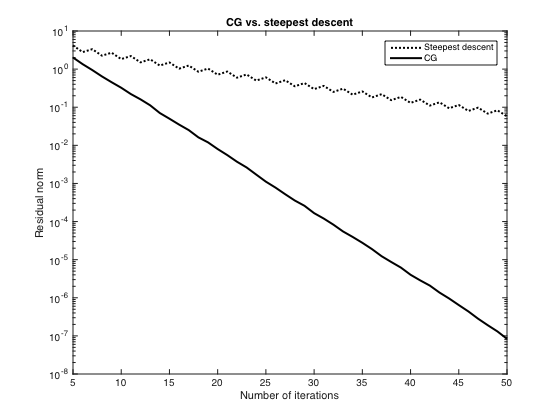 CG vs. steepest descent
10^1
10^0
10^-1
10^-2
10^-3
10^-4
10^-5
10^-6
10^-7
10^-8
Residual norm
Steepest descent
CG
5 10 15 20 25 30 35 40 45 50
Number of iterations